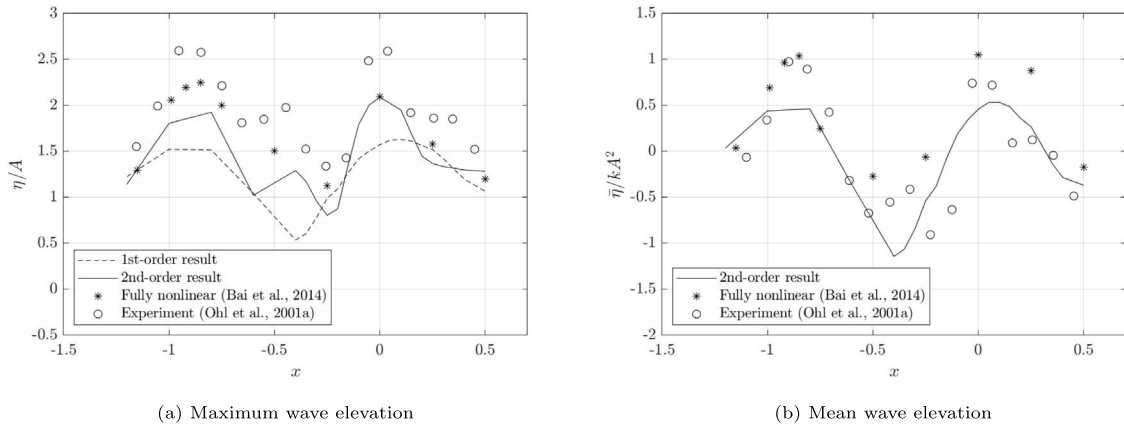 3
2.5
2
1.5
1
0.5
0
-0.5
η/A
-1.5
-1
-0.5
0
0.5
x
1st-order result
2nd-order result
Fully nonlinear (Bai et al., 2014)
Experiment (Ohl et al., 2001a)
(a) Maximum wave elevation
1.5
1
0.5
0
-0.5
-1
-1.5
-2
η̄/kA²
-1.5
-1
-0.5
0
0.5
x
2nd-order result
Fully nonlinear (Bai et al., 2014)
Experiment (Ohl et al., 2001a)
(b) Mean wave elevation